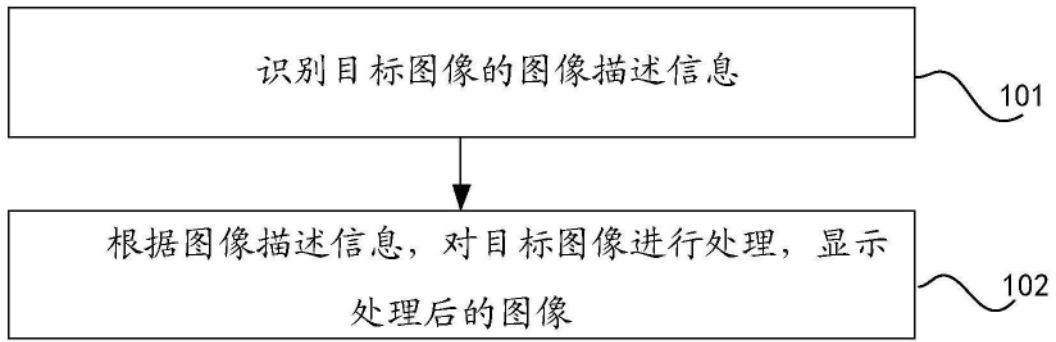 识别目标图像的图像描述信息
101
根据图像描述信息，对目标图像进行处理，显示
处理后的图像
102